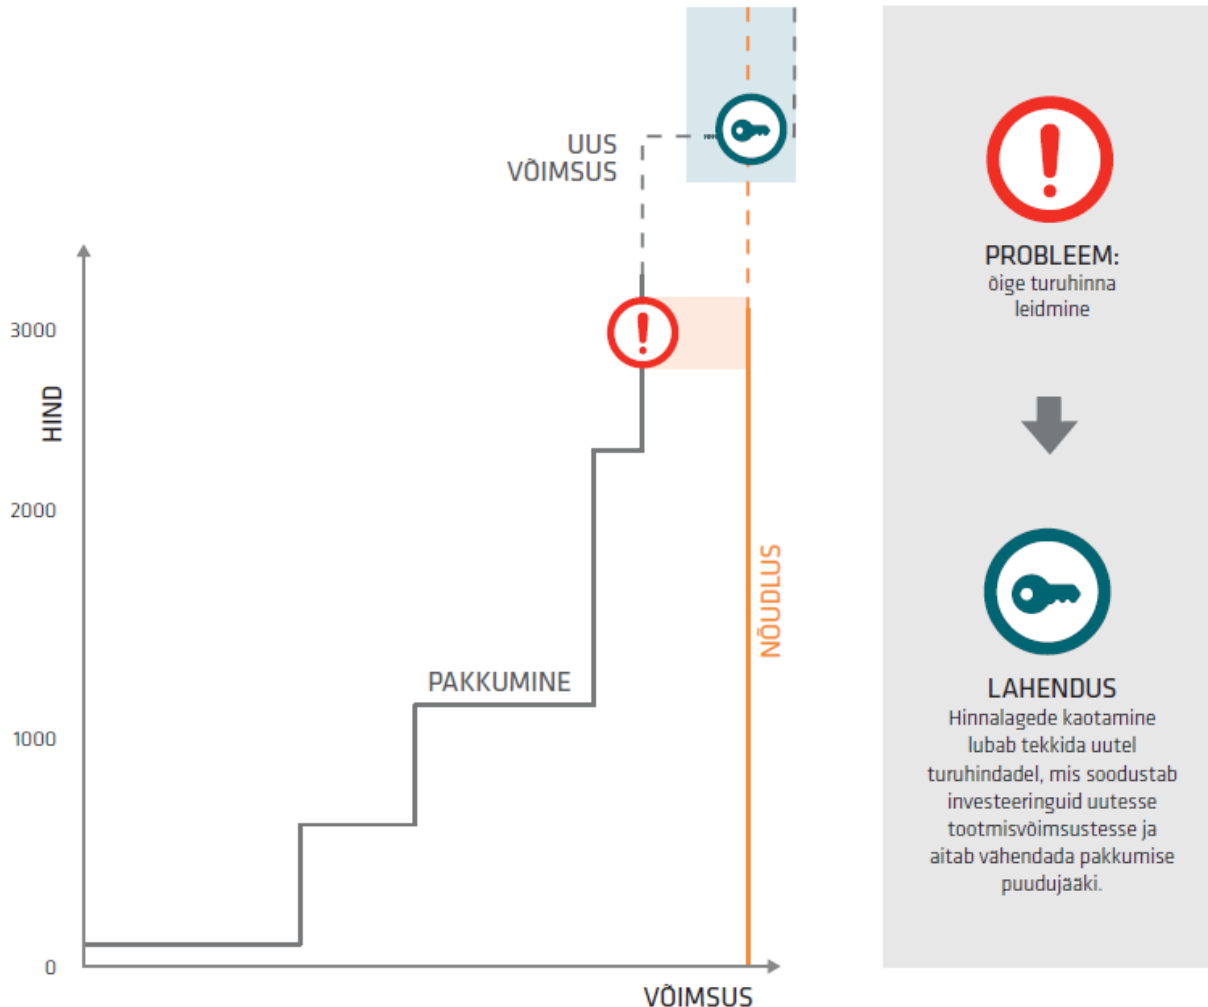 UUS
VÕIMSUS
3000
HIND
2000
NÕUDLUS
PAKKUMINE
1000
0
VÕIMSUS
PROBLEEM:
õige turuhinna
leidmine
LAHENDUS
Hinnalagede kaotamine
lubab tekkida uutel
turuhindadel, mis soodustab
investeeringuid uutesse
tootmisvõimsustesse ja
aitab vähendada pakkumise
puudujääki.